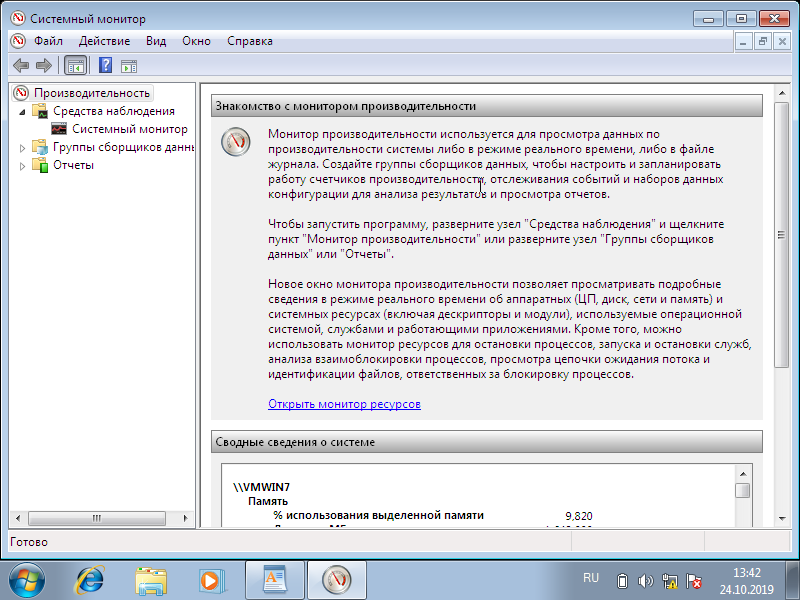 Системный монитор
Файл Действие Вид Окно Справка
Производительность
Средства наблюдения
Системный монитор
Группы сборщиков данн
Отчеты
Знакомство с монитором производительности
Монитор производительности используется для просмотра данных по
производительности системы либо в режиме реального времени, либо в файле
журнала. Создайте группы сборщиков данных, чтобы настроить и запланировать
работу счетчиков производительности, отслеживания событий и наборов данных
конфигурации для анализа результатов и просмотра отчетов.
Чтобы запустить программу, разверните узел "Средства наблюдения" и щелкните
пункт "Монитор производительности" или разверните узел "Группы сборщиков
данных" или "Отчеты".
Новое окно монитора производительности позволяет просматривать подробные
сведения в режиме реального времени об аппаратных (ЦП, диск, сети и память) и
системных ресурсах (включая дескрипторы и модули), используемые операционной
системой, службами и работающими приложениями. Кроме того, можно
использовать монитор ресурсов для остановки процессов, запуска и остановки служб,
анализа взаимоблокировки процессов, просмотра цепочки ожидания потока и
идентификации файлов, ответственных за блокировку процессов.
Открыть монитор ресурсов
Сводные сведения о системе
\\VMWIN7
Память
% использования выделенной памяти 9,820
Готово
RU
13:42
24.10.2019